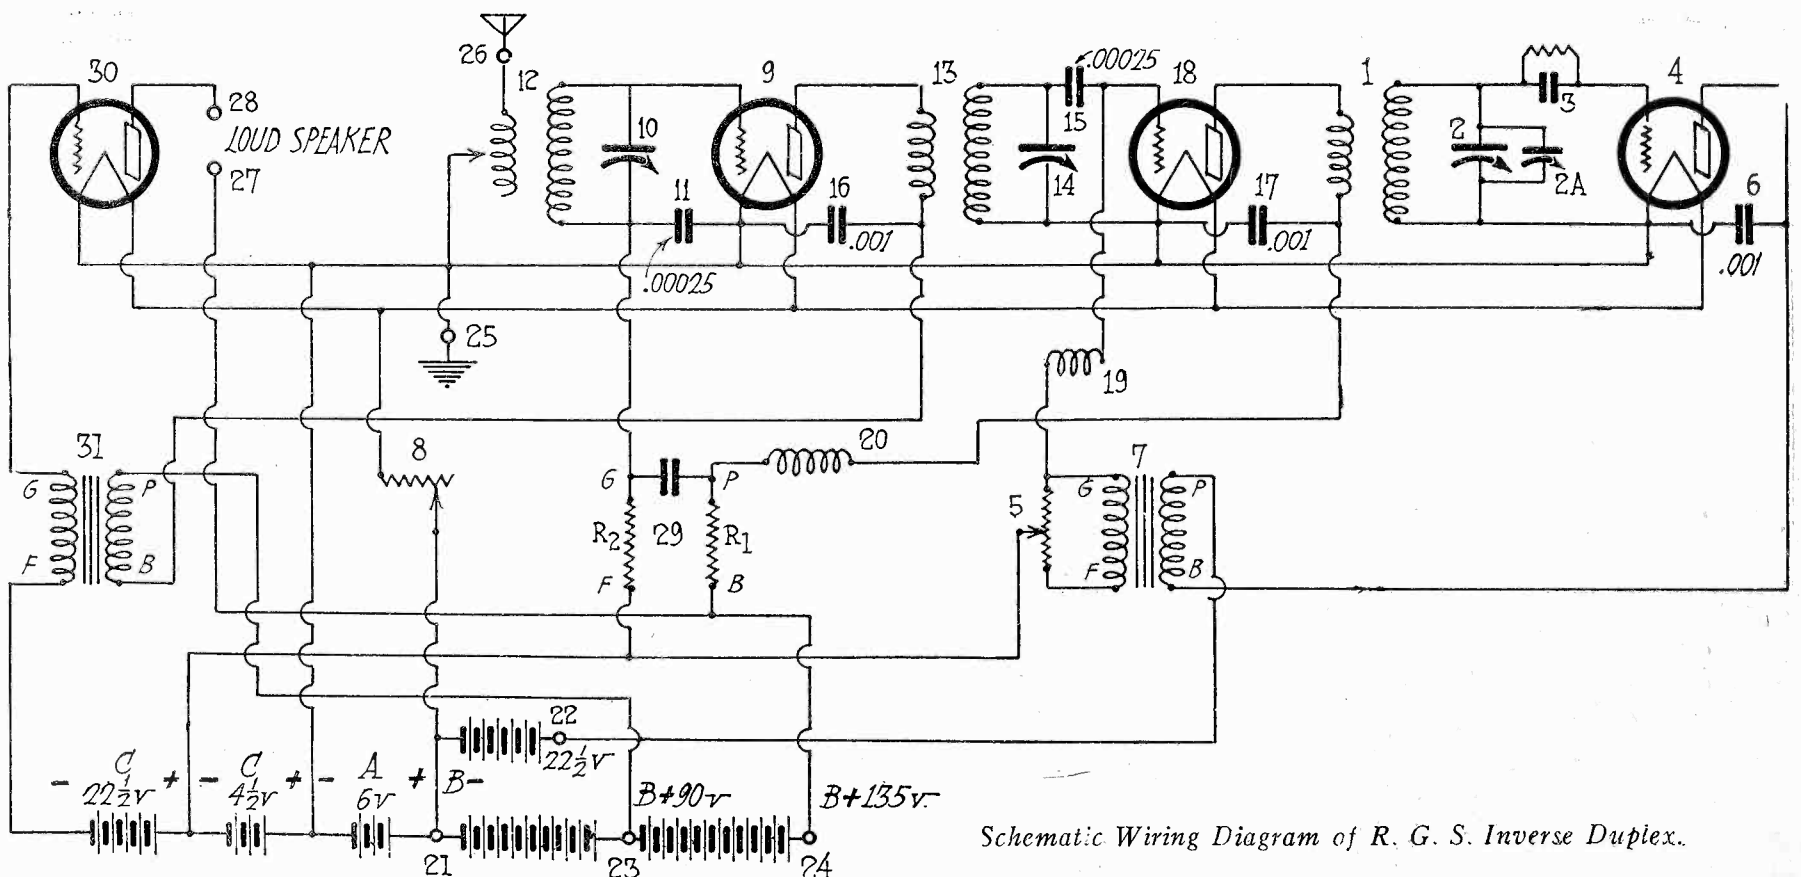 26
12
9
13
.00025
18
1
4
30
28
LOUD SPEAKER
27
10
15
3
2
2A
11
16
14
17
6
.001
.001
.001
.00025
25
19
31
8
20
7
G
P
G
P
G
P
5
R2
29
R1
F
B
F
B
F
B
22
22½v
- C + - C + - A + B-
22½v
4½v
6v
B+90v
B+135v
21
23
24
Schematic Wiring Diagram of R. G. S. Inverse Duplex.